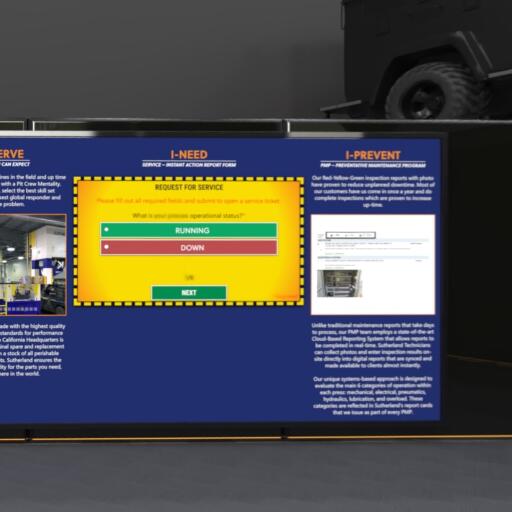 ERVE
CAN EXPECT
ines in the field and up time
with a Pit Crew Mentality.
select the best skill set
est global responder and
e problem.
ade with the highest quality
standards for performance
California Headquarters is
inal spare and replacement
a stock of all perishable
ts. Sutherland ensures the
lity for the parts you need,
here in the world.
I-NEED
SERVICE – INSTANT ACTION REPORT FORM
REQUEST FOR SERVICE
Please fill out all required fields and submit to open a service ticket
What is your process operational status?*
RUNNING
DOWN
1/8
NEXT
I-PREVENT
PMP – PREVENTATIVE MAINTENANCE PROGRAM
Our Red-Yellow-Green inspection reports with photo
have proven to reduce unplanned downtime. Most of
our customers have us come in once a year and do
complete inspections which are proven to increase
up-time.
Unlike traditional maintenance reports that take days
to process, our PMP team employs a state-of-the-art
Cloud-Based Reporting System that allows reports to
be completed in real-time. Sutherland Technicians
can collect photos and enter inspection results on-
site directly into digital reports that are synced and
made available to clients almost instantly.
Our unique systems-based approach is designed to
evaluate the main 6 categories of operation within
each press: mechanical, electrical, pneumatics,
hydraulics, lubrication, and overload. These
categories are reflected in Sutherland's report cards
that we issue as part of every PMP.